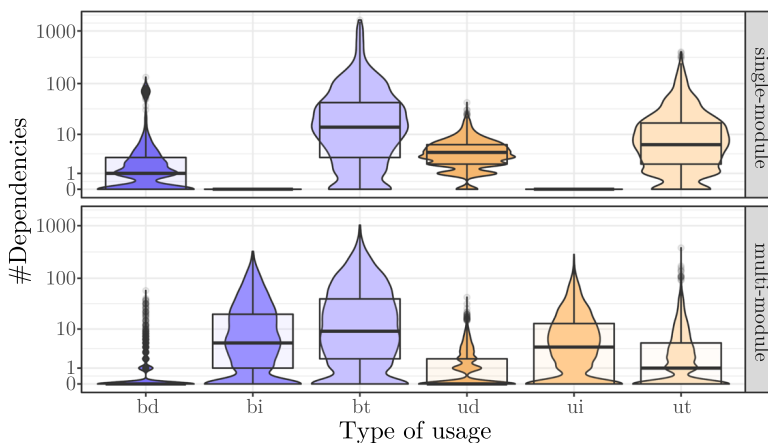 #Dependencies
1000
100
10
1
0
single-module
1000
100
10
1
0
multi-module
bd bi bt ud ui ut
Type of usage